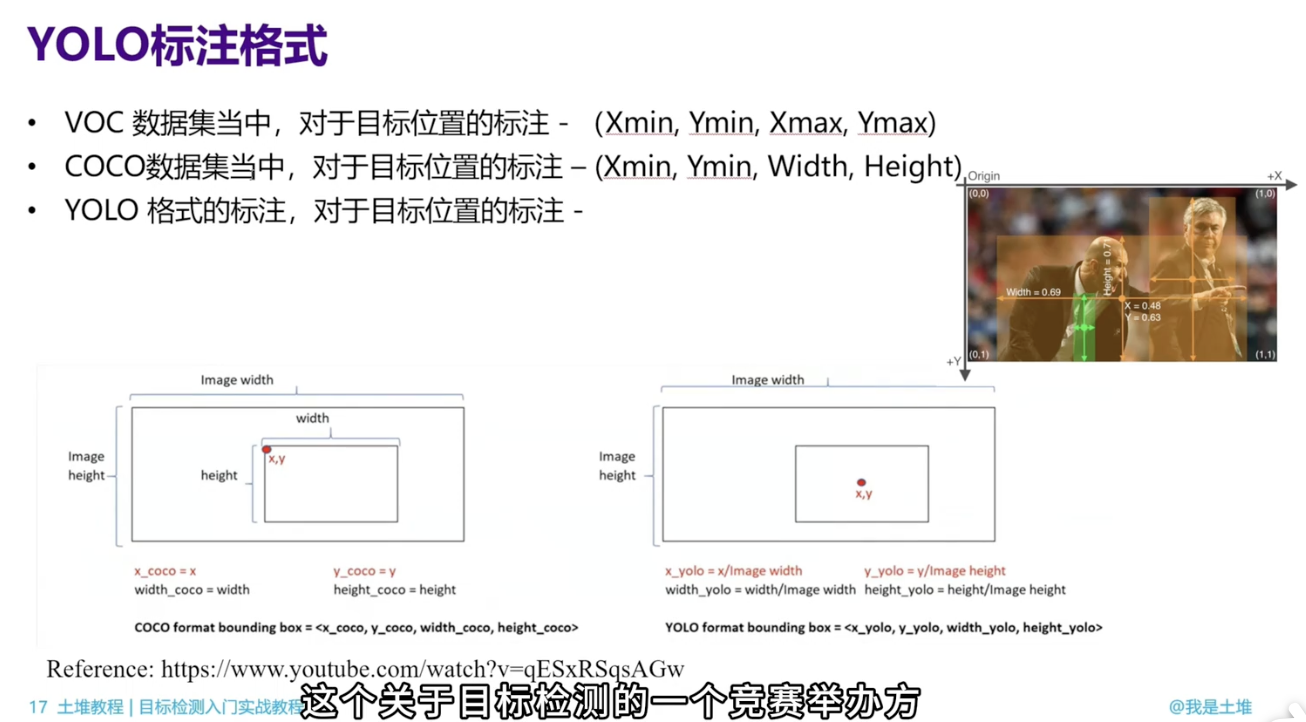 YOLO标注格式
• VOC 数据集当中，对于目标位置的标注 - （Xmin, Ymin, Xmax, Ymax)
• COCO数据集当中，对于目标位置的标注 – (Xmin, Ymin, Width, Height)
• YOLO 格式的标注，对于目标位置的标注 -
Origin +X
(0,0) (1,0)
Height = 0.7
Width = 0.69
X = 0.48
Y = 0.63
+Y (0,1) (1,1)
Image width
width
Image
height
height
x,y
x_coco = x y_coco = y
width_coco = width height_coco = height
COCO format bounding box = <x_coco, y_coco, width_coco, height_coco>
Image width
Image
height
x,y
x_yolo = x/Image width y_yolo = y/Image height
width_yolo = width/Image width height_yolo = height/Image height
YOLO format bounding box = <x_yolo, y_yolo, width_yolo, height_yolo>
Reference: https://www.youtube.com/watch?v=qESxRSqsAGw
17 土堆教程 | 目标检测入门实战教程
这个关于目标检测的一个竞赛举办方
@我是土堆